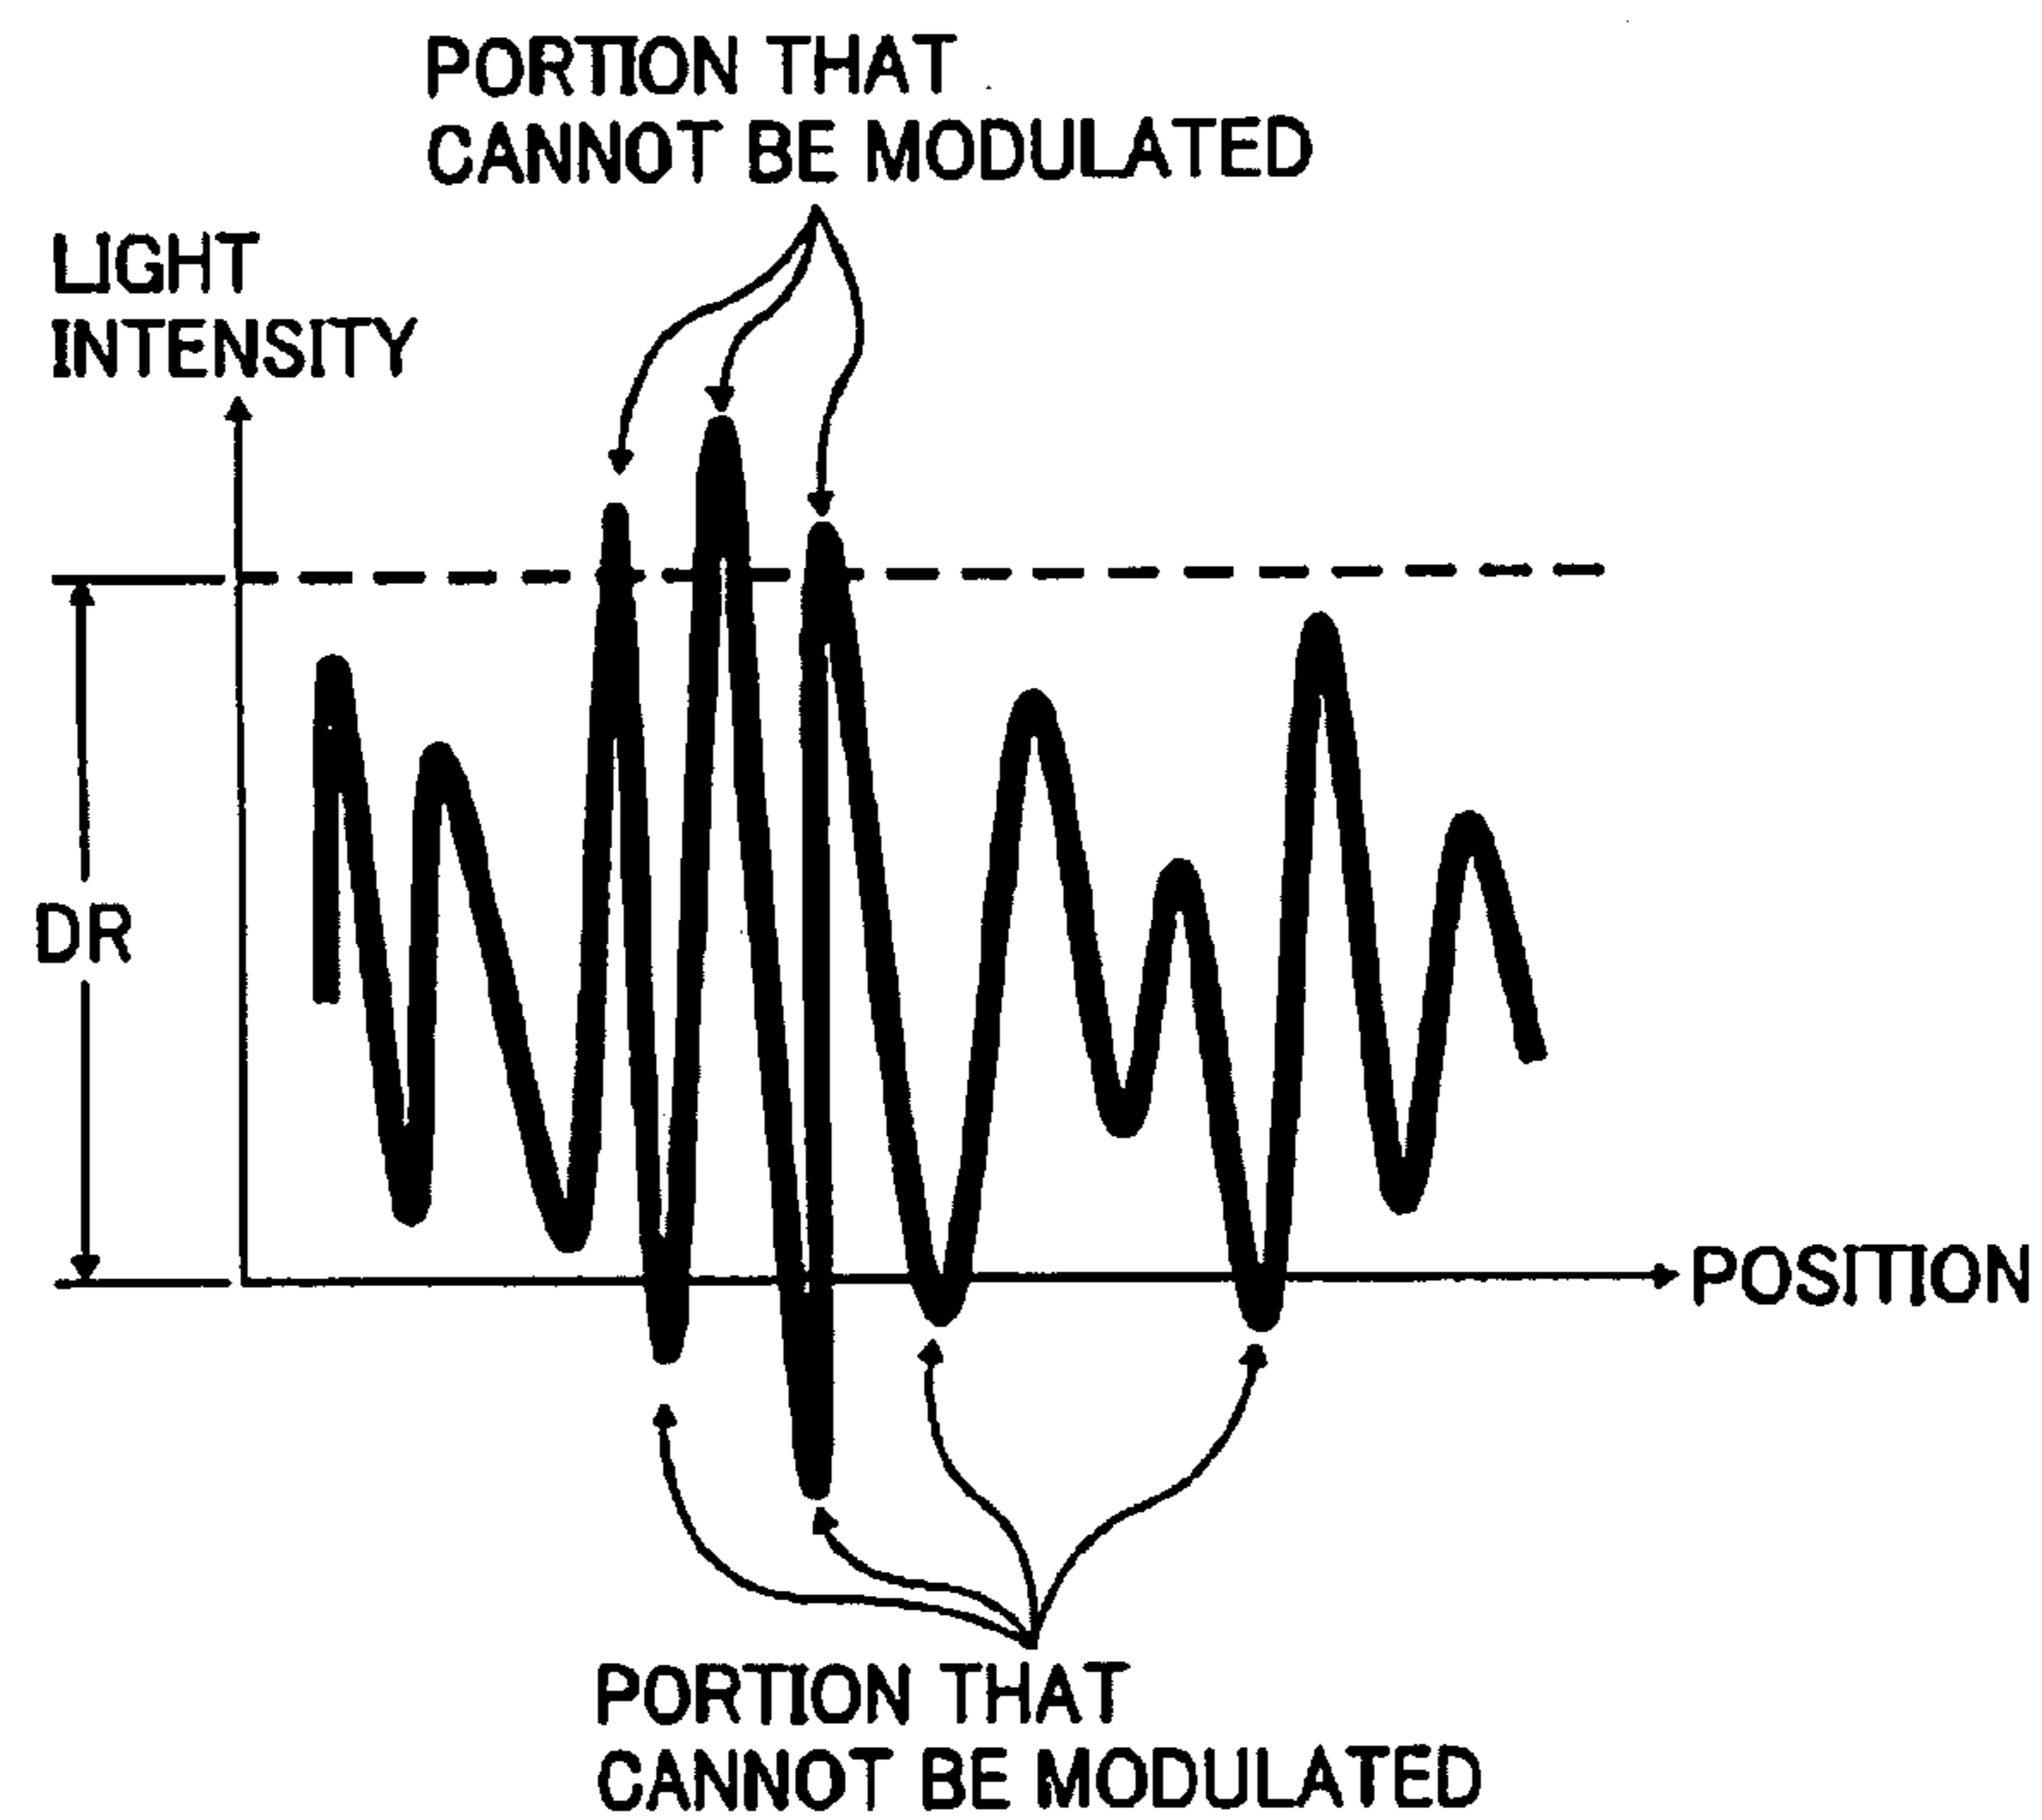 PORTION THAT
CANNOT BE MODULATED
LIGHT
INTENSITY
DR
POSITION
PORTION THAT
CANNOT BE MODULATED